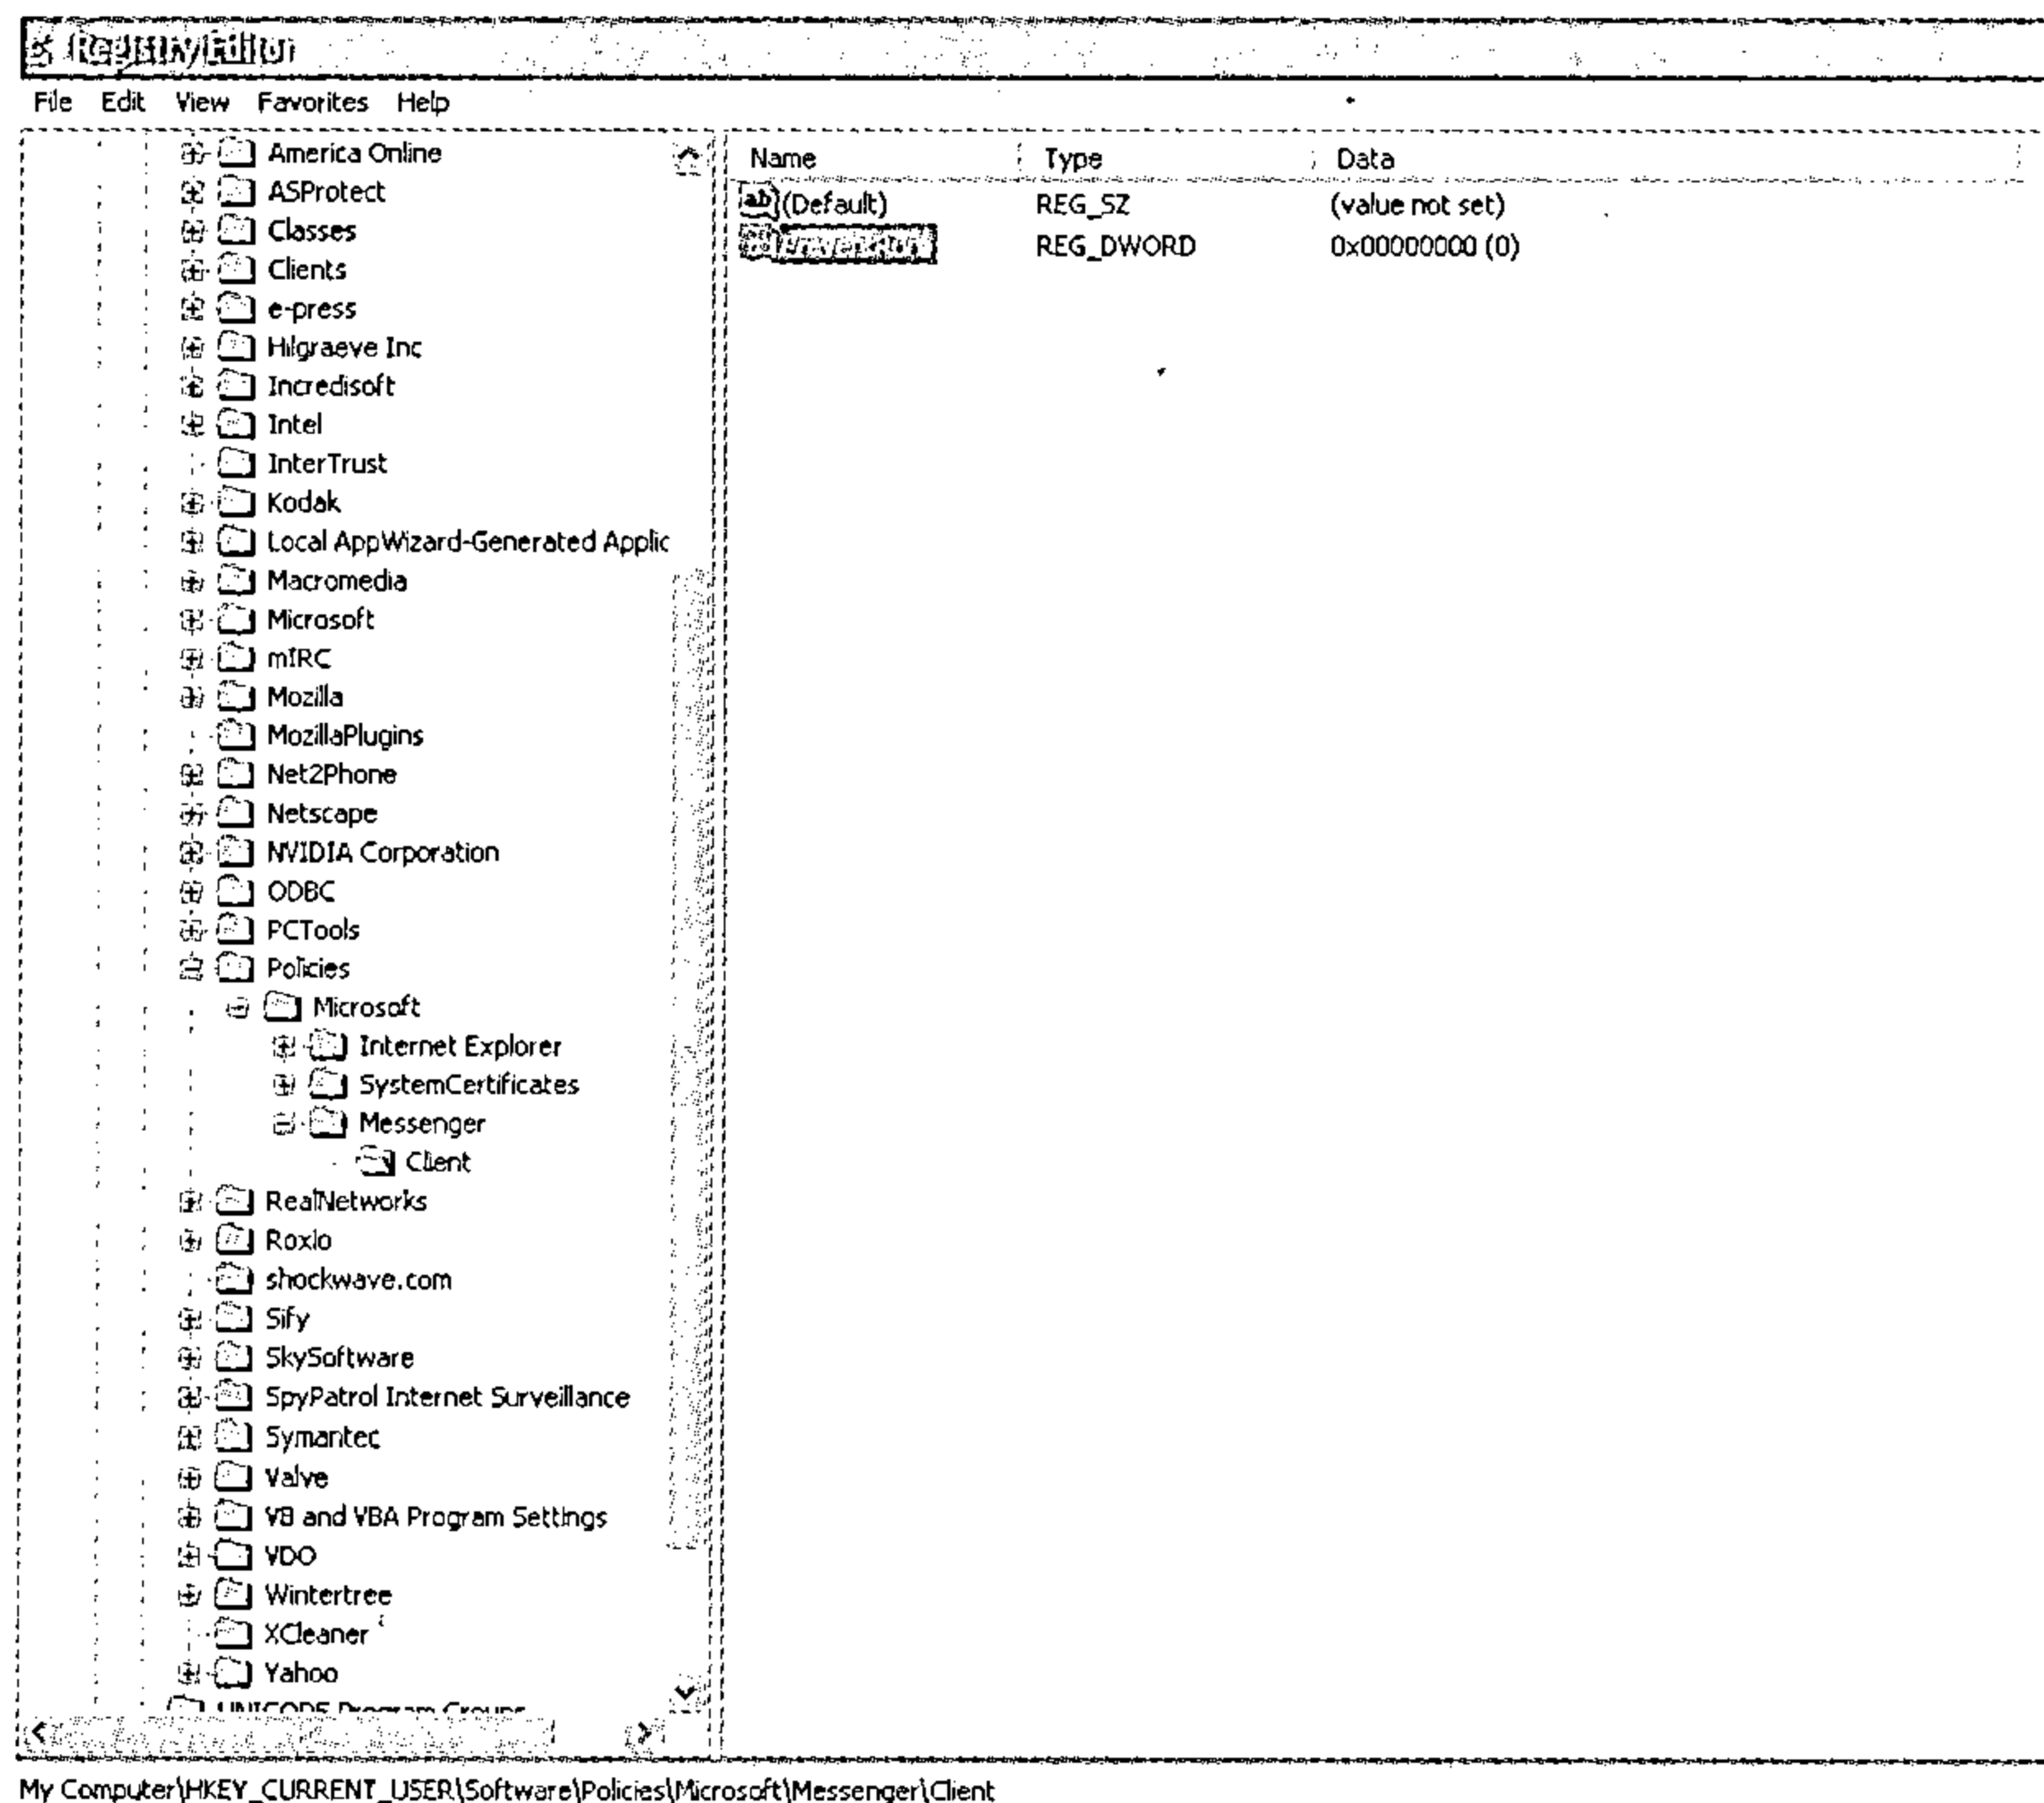 Registry Editor
File Edit View Favorites Help
America Online
ASProtect
Classes
Clients
e-press
Hilgraeve Inc
Incredisoft
Intel
InterTrust
Kodak
Local AppWizard-Generated Applic
Macromedia
Microsoft
mIRC
Mozilla
MozillaPlugins
Net2Phone
Netscape
NVIDIA Corporation
ODBC
PCTools
Policies
Microsoft
Internet Explorer
SystemCertificates
Messenger
Client
RealNetworks
Roxio
shockwave.com
Sify
SkySoftware
SpyPatrol Internet Surveillance
Symantec
Valve
VB and VBA Program Settings
VDO
Wintertree
XCleaner
Yahoo
UNICODE Program Groups
Name Type Data
(Default) REG_SZ (value not set)
REG_DWORD 0x00000000 (0)
My Computer\HKEY_CURRENT_USER\Software\Policies\Microsoft\Messenger\Client